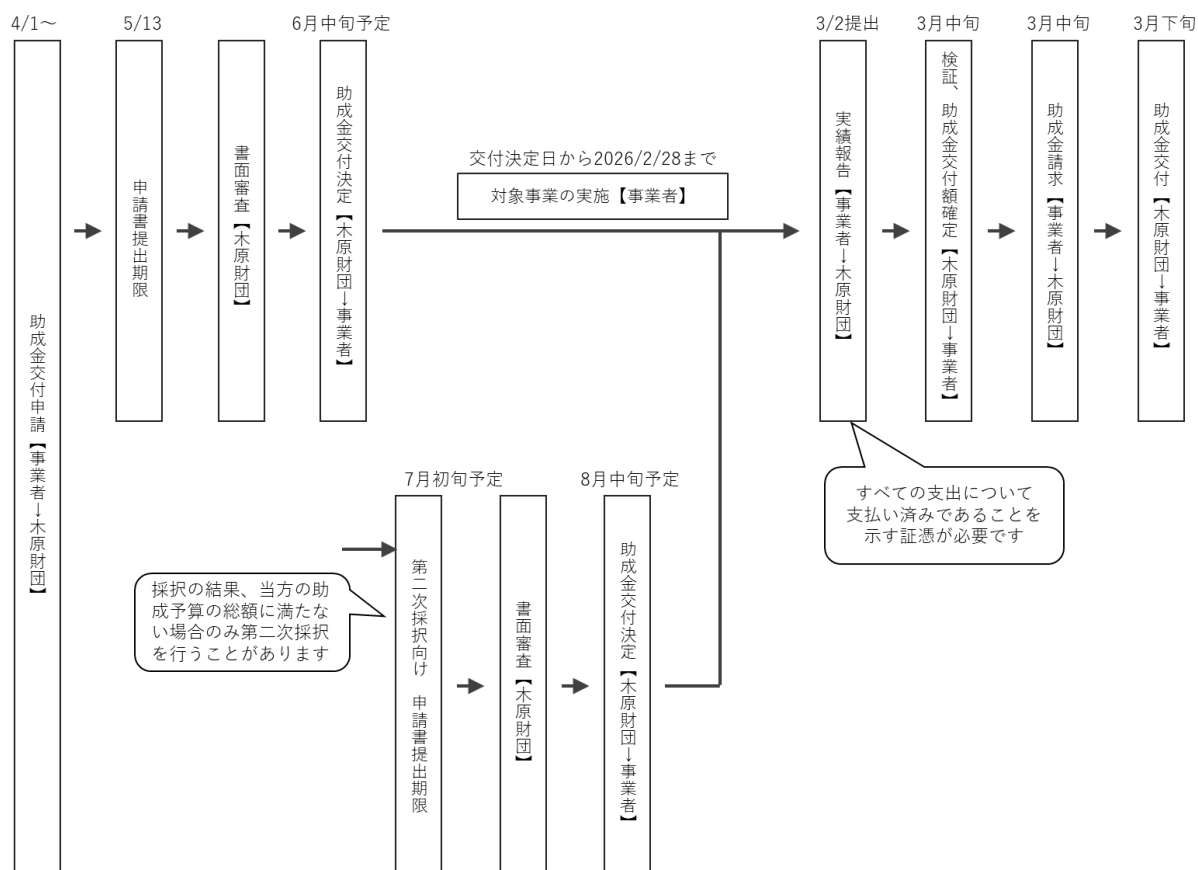 4/1～
助成金交付申請【事業者→木原財団】
5/13
申請書提出期限
書面審査【木原財団】
6月中旬予定
助成金交付決定【木原財団→事業者】
交付決定日から2026/2/28まで
対象事業の実施【事業者】
3/2提出
実績報告【事業者→木原財団】
3月中旬
検証、助成金交付額確定【木原財団→事業者】
3月中旬
助成金請求【事業者→木原財団】
3月下旬
助成金交付【木原財団→事業者】
すべての支出について
支払い済みであることを
示す証憑が必要です
採択の結果、当方の助
成予算の総額に満たな
い場合のみ第二次採択
を行うことがあります
7月初旬予定
第二次採択向け　申請書提出期限
書面審査【木原財団】
8月中旬予定
助成金交付決定【木原財団→事業者】